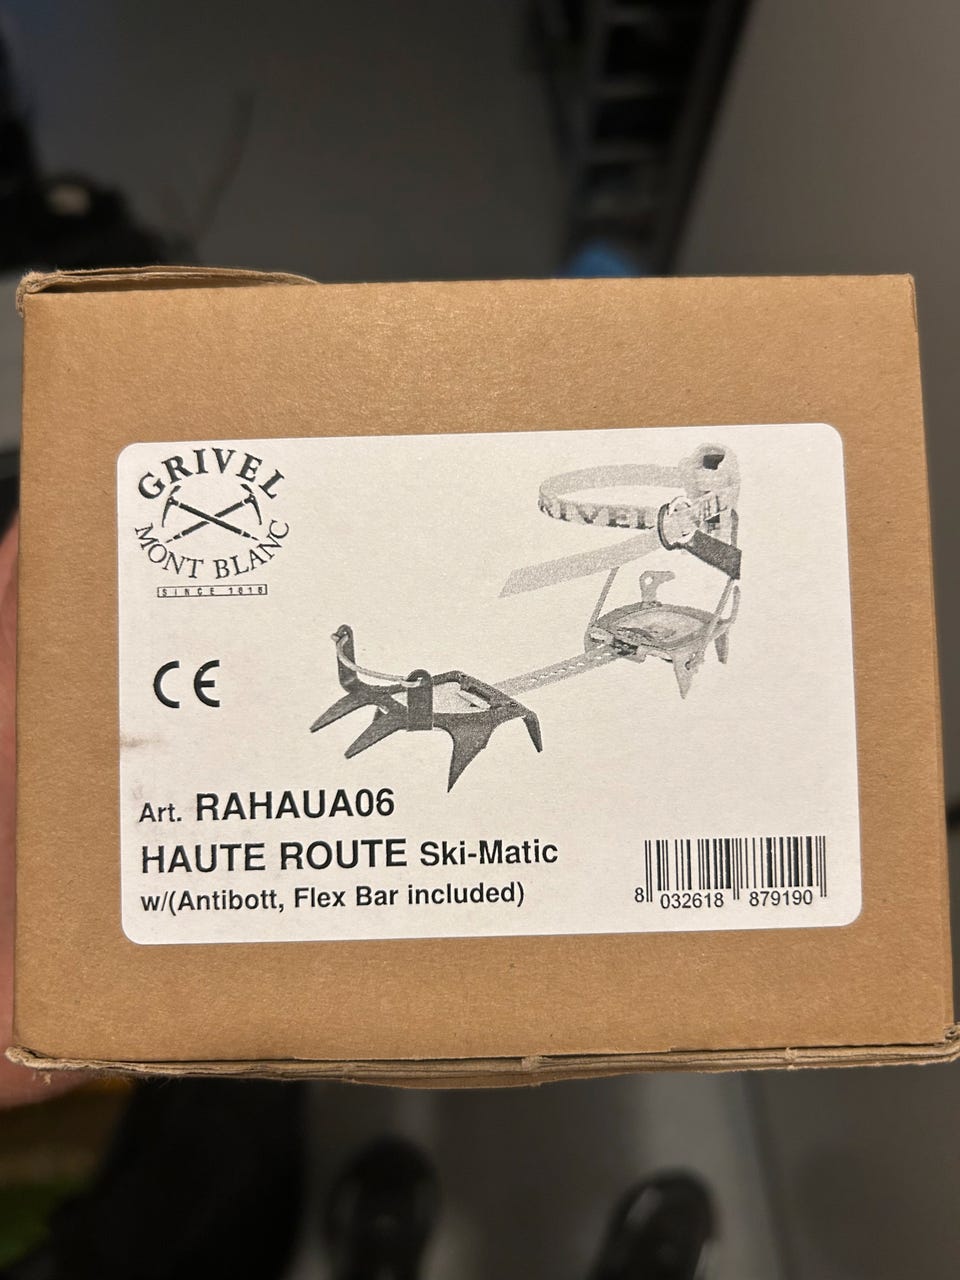 GRIVEL
MONT BLANC
SINCE 1818
GRIVEL
CE
Art. RAHAUA06
HAUTE ROUTE Ski-Matic
w/(Antibott, Flex Bar included)
8 032618 879190